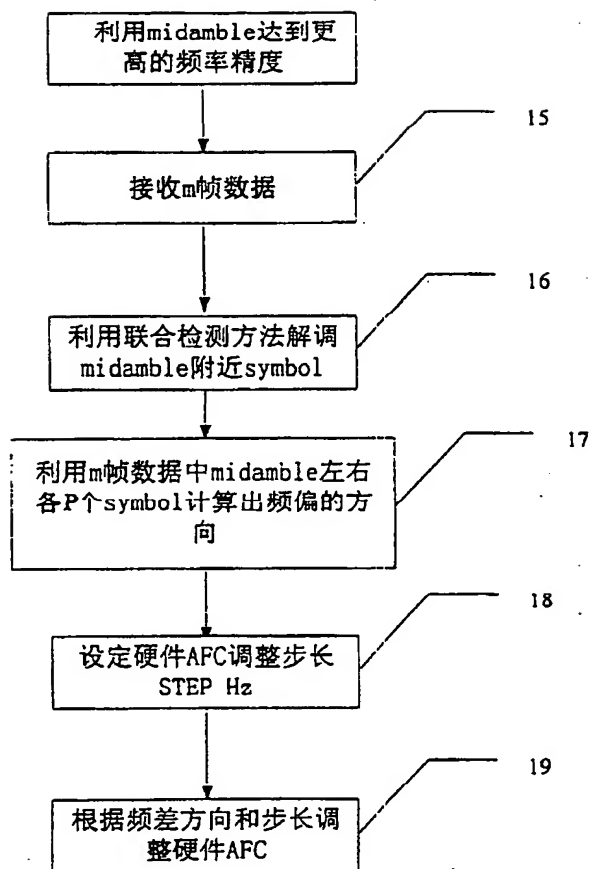 利用midamble达到更
高的频率精度
15
接收m帧数据
16
利用联合检测方法解调
midamble附近symbol
17
利用m帧数据中midamble左右
各P个symbol计算出频偏的方
向
18
设定硬件AFC调整步长
STEP Hz
19
根据频差方向和步长调
整硬件AFC